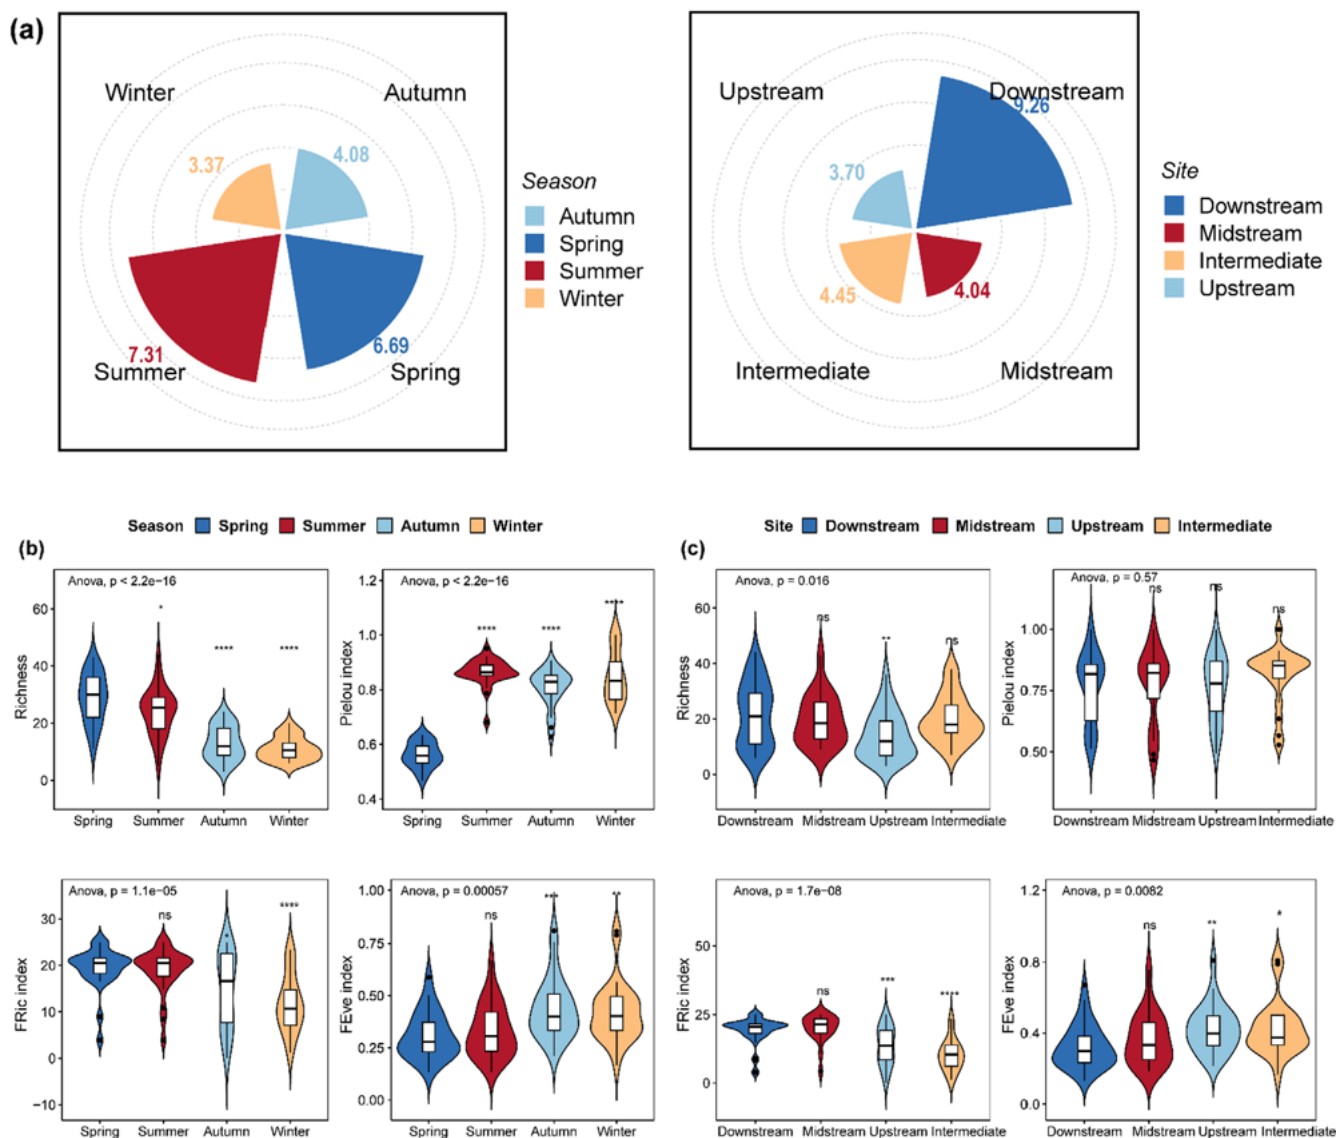 (a)
Winter
Autumn
3.37
4.08
7.31
6.69
Summer
Spring
Season
Autumn
Spring
Summer
Winter
Upstream
Downstream
9.26
3.70
4.45
4.04
Intermediate
Midstream
Site
Downstream
Midstream
Intermediate
Upstream
Season Spring Summer Autumn Winter
(b)
Anova, p < 2.2e−16
Richness
60
40
20
0
*
****
****
Spring Summer Autumn Winter
Anova, p < 2.2e−16
Pielou index
1.2
1.0
0.8
0.6
0.4
****
****
****
Spring Summer Autumn Winter
Anova, p = 1.1e−05
FRic index
30
20
10
0
−10
ns
*
****
Spring Summer Autumn Winter
Anova, p = 0.00057
FEve index
1.00
0.75
0.50
0.25
0.00
ns
***
**
Spring Summer Autumn Winter
Site Downstream Midstream Upstream Intermediate
(c)
Anova, p = 0.016
Richness
60
40
20
0
ns
**
ns
Downstream Midstream Upstream Intermediate
Anova, p = 0.57
Pielou index
1.00
0.75
0.50
ns
ns
ns
Downstream Midstream Upstream Intermediate
Anova, p = 1.7e−08
FRic index
50
25
0
ns
***
****
Downstream Midstream Upstream Intermediate
Anova, p = 0.0082
FEve index
1.2
0.8
0.4
0.0
ns
**
*
Downstream Midstream Upstream Intermediate